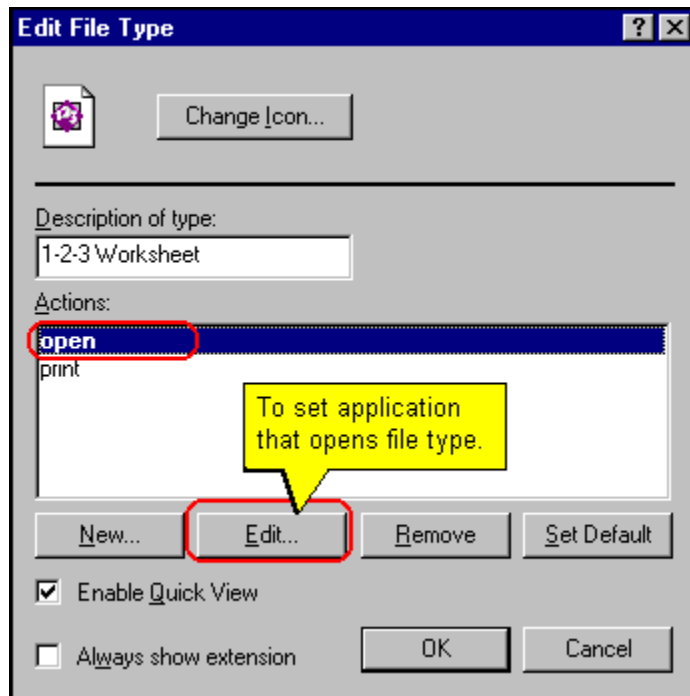 Edit File Type
?
Change Icon...
Description of type:
1-2-3 Worksheet
Actions:
open
print
To set application
that opens file type.
New...
Edit...
Remove
Set Default
Enable Quick View
Always show extension
OK
Cancel